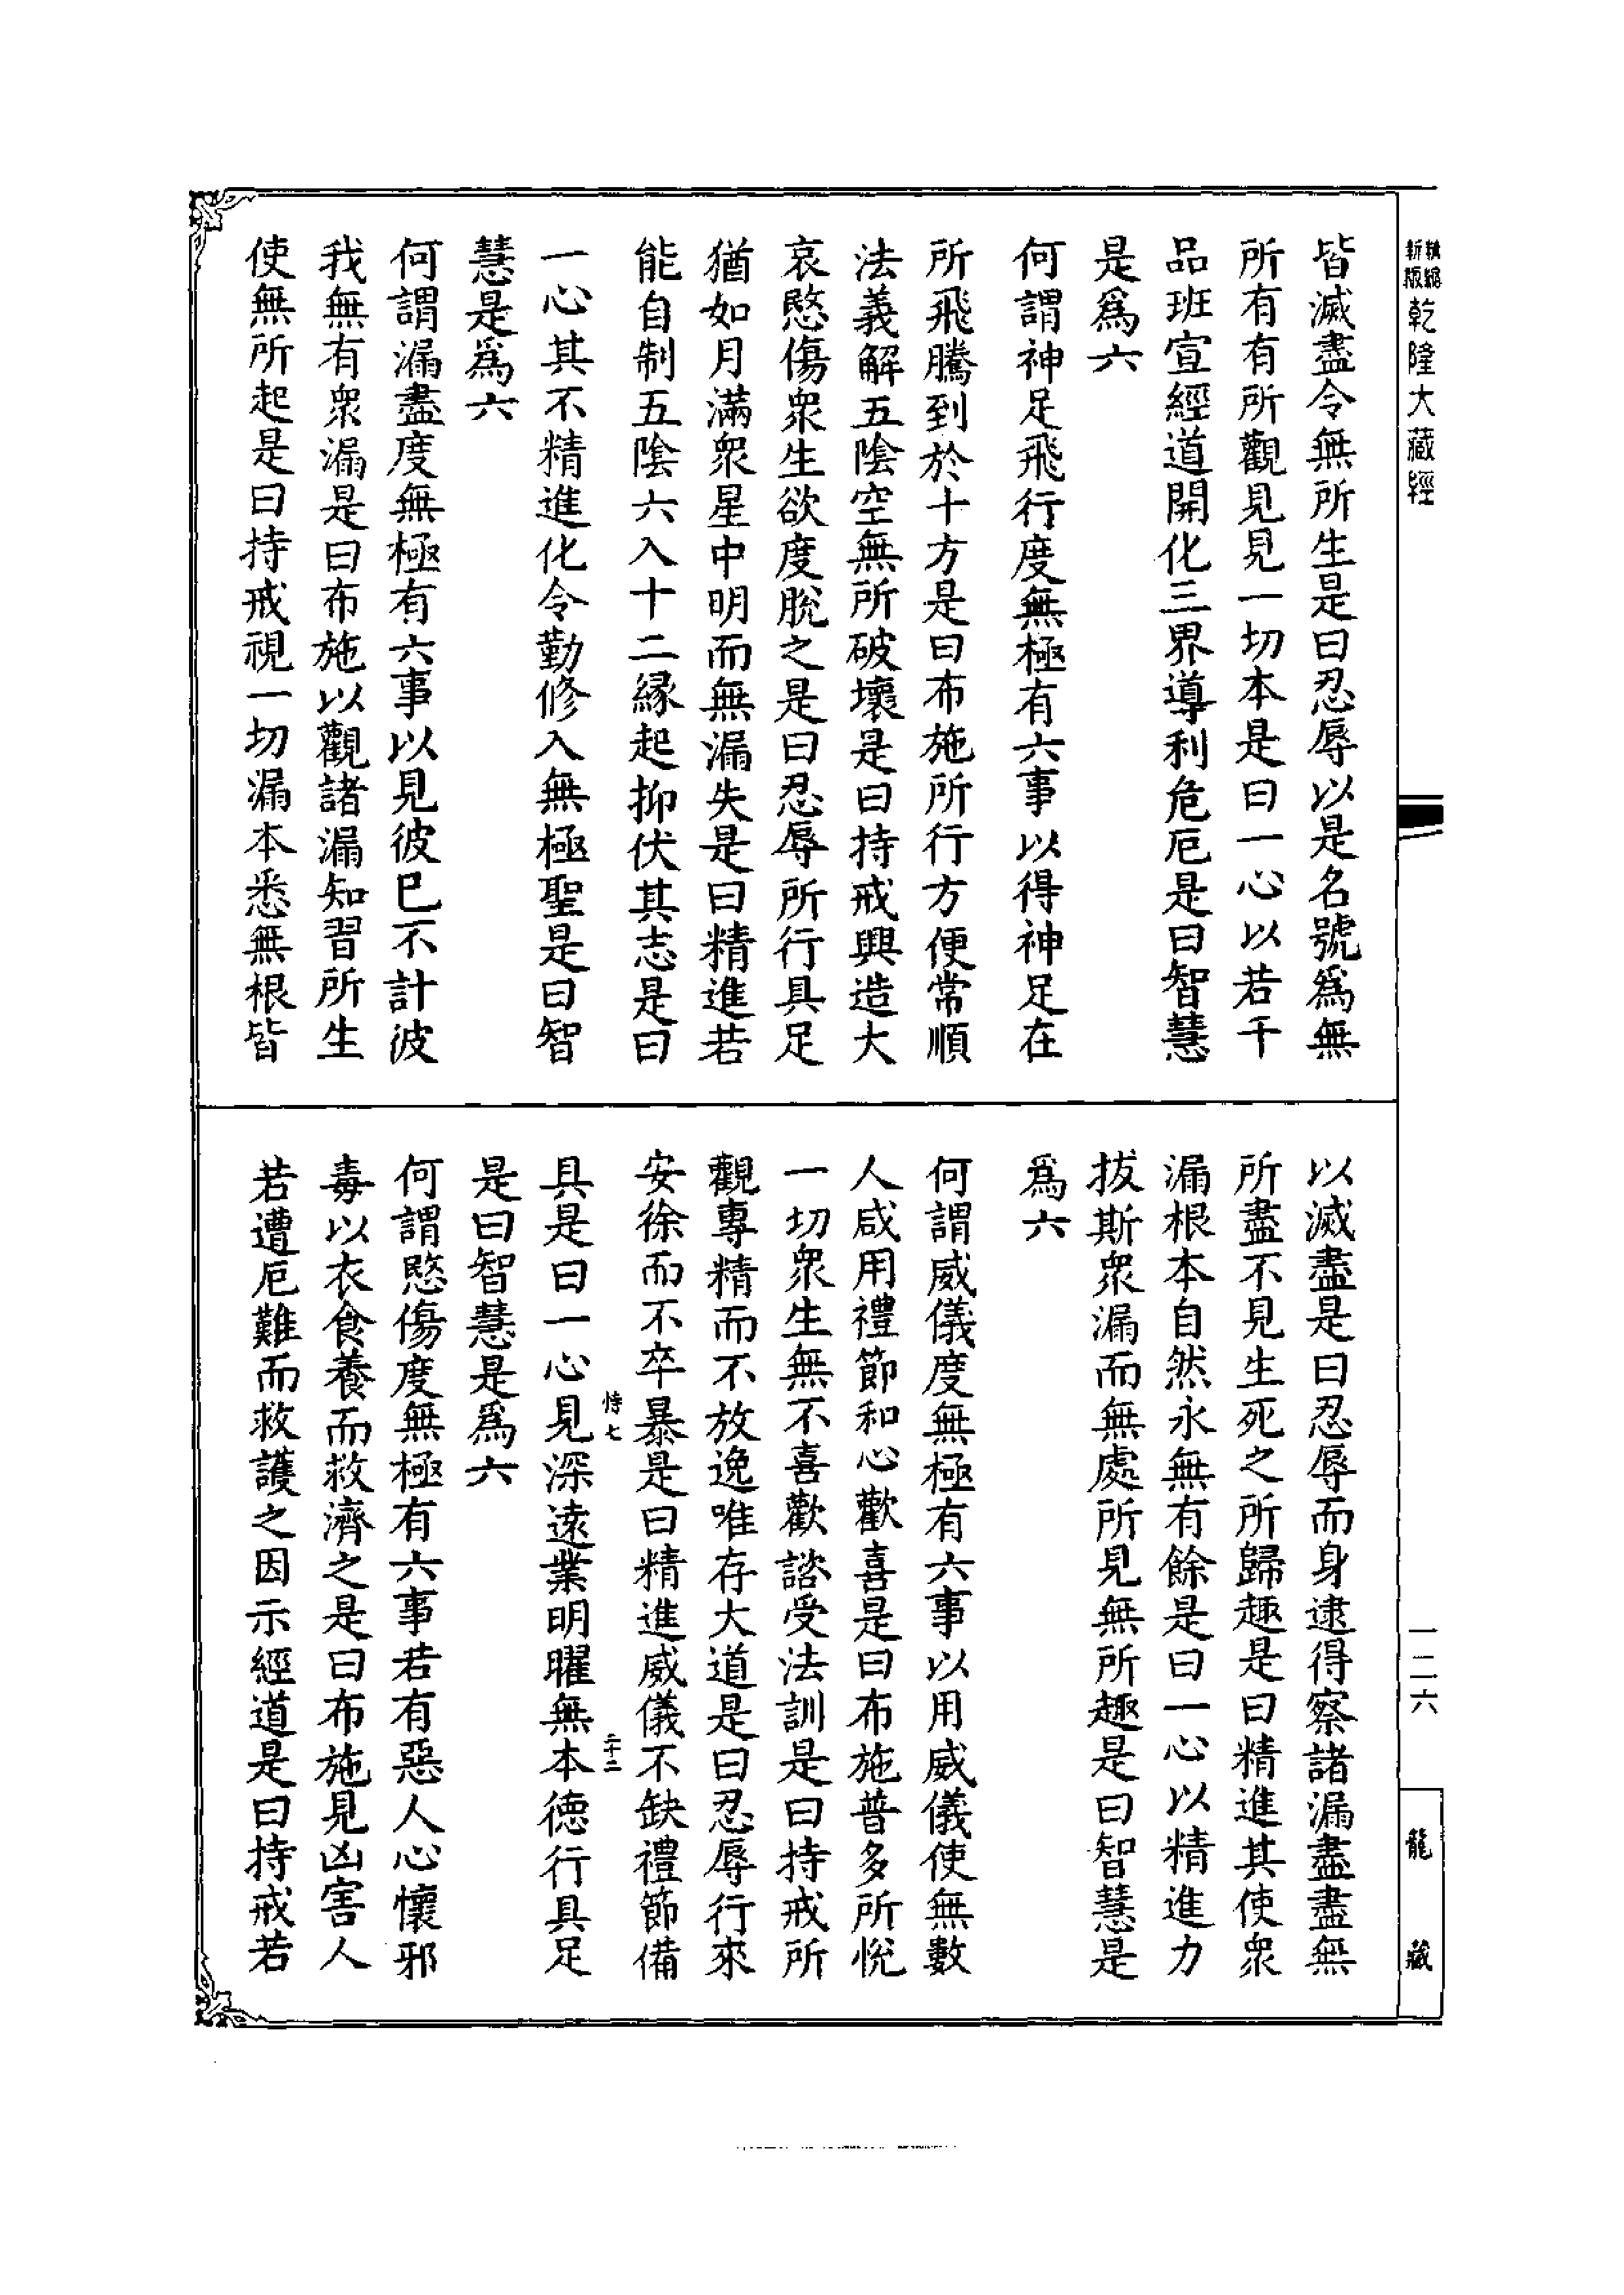 新版
精縮
乾隆大藏經
皆滅盡令無所生是曰忍辱以是名號爲無
所有有所觀見見一切本是曰一心以若干
品班宣經道開化三界導利危厄是曰智慧
是爲六
何謂神足飛行度無極有六事以得神足在
所飛騰到於十方是曰布施所行方便常順
法義解五陰空無所破壞是曰持戒興造大
哀愍傷衆生欲度脫之是曰忍辱所行具足
猶如月滿衆星中明而無漏失是曰精進若
能自制五陰六入十二緣起抑伏其志是曰
一心其不精進化令勤修入無極聖是曰智
慧是爲六
何謂漏盡度無極有六事以見彼已不計彼
我無有衆漏是曰布施以觀諸漏知習所生
使無所起是曰持戒視一切漏本悉無根皆
以滅盡是曰忍辱而身逮得察諸漏盡盡無
所盡不見生死之所歸趣是曰精進其使衆
漏根本自然永無有餘是曰一心以精進力
拔斯衆漏而無處所見無所趣是曰智慧是
爲六
何謂威儀度無極有六事以用威儀使無數
人咸用禮節和心歡喜是曰布施普多所悅
一切衆生無不喜歡諮受法訓是曰持戒所
觀專精而不放逸唯存大道是曰忍辱行來
安徐而不卒暴是曰精進威儀不缺禮節備
恃七
二十二
具是曰一心見深遠業明曜無本德行具足
是曰智慧是爲六
何謂愍傷度無極有六事若有惡人心懷邪
毒以衣食養而救濟之是曰布施見凶害人
若遭厄難而救護之因示經道是曰持戒若
一二六
龍藏